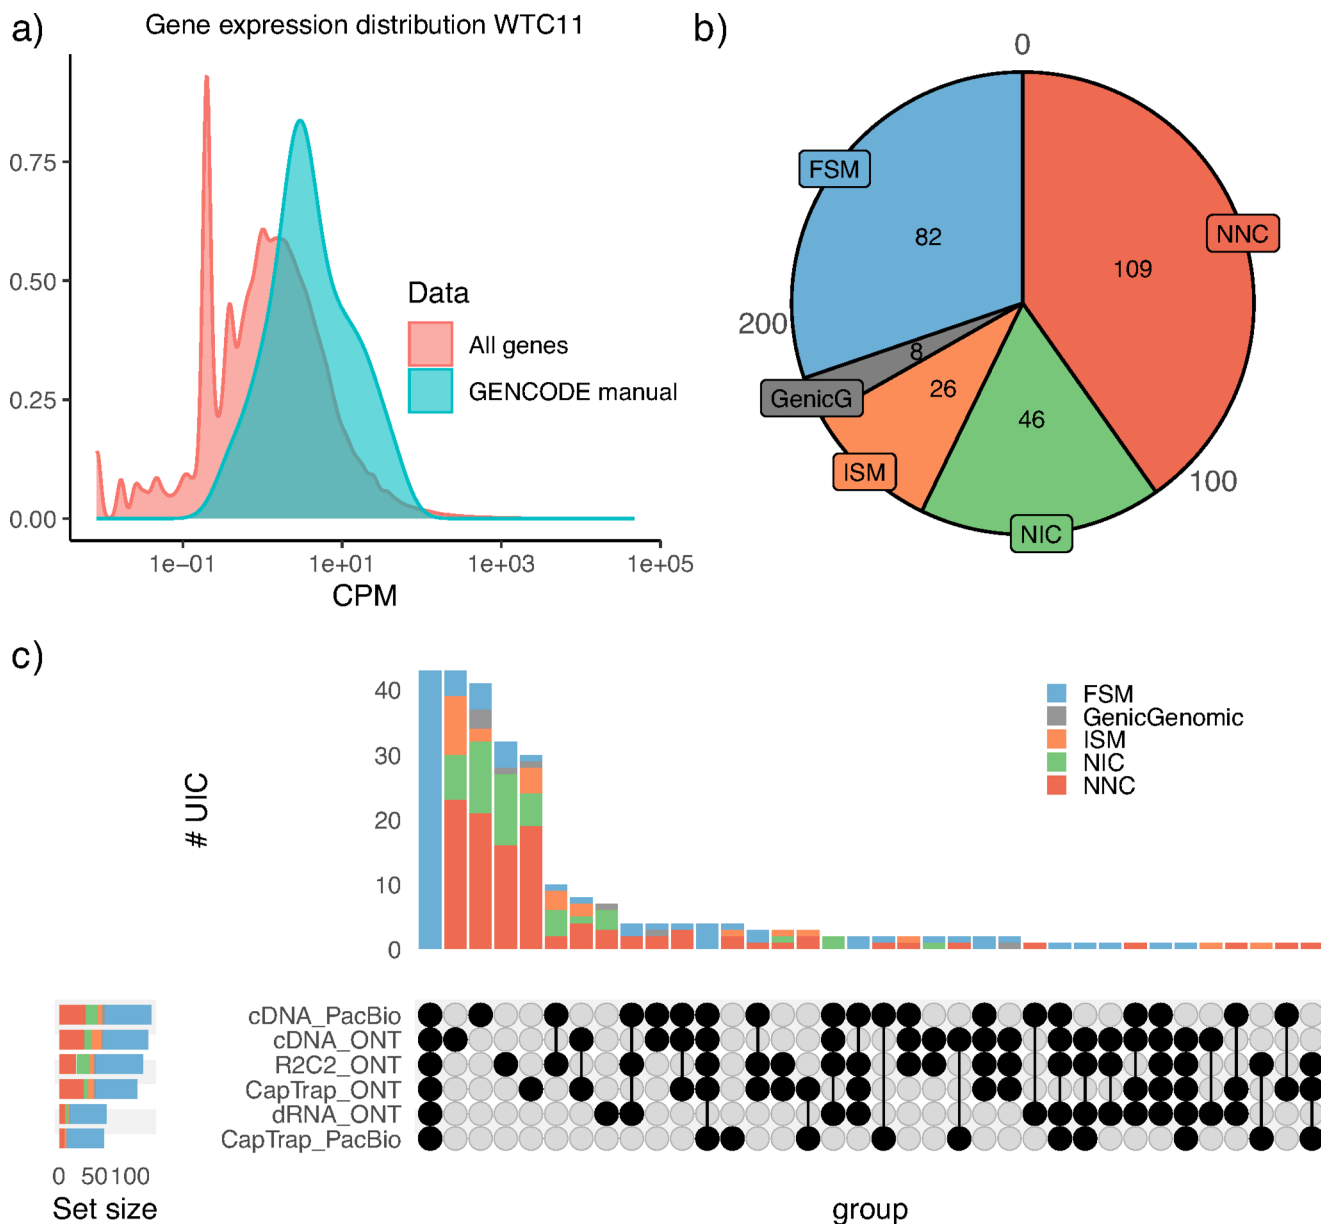 a)
Gene expression distribution WTC11
0.75
0.50
0.25
0.00
1e−01
1e+01
1e+03
1e+05
CPM
Data
All genes
GENCODE manual
b)
0
FSM
NNC
82
109
200
8
GenicG
26
46
ISM
100
NIC
c)
40
30
20
10
0
# UIC
FSM
GenicGenomic
ISM
NIC
NNC
cDNA_PacBio
cDNA_ONT
R2C2_ONT
CapTrap_ONT
dRNA_ONT
CapTrap_PacBio
0 50 100
Set size
group